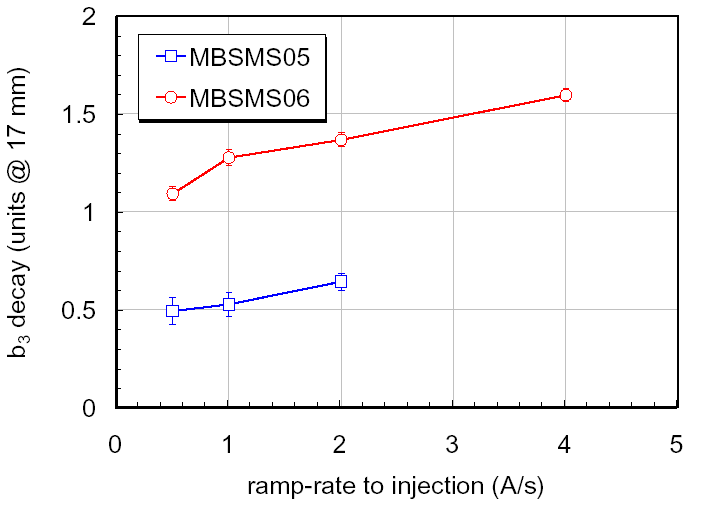 2
MBSMS05
MBSMS06
1.5
1
0.5
0
0 1 2 3 4 5
b3 decay (units @ 17 mm)
ramp-rate to injection (A/s)